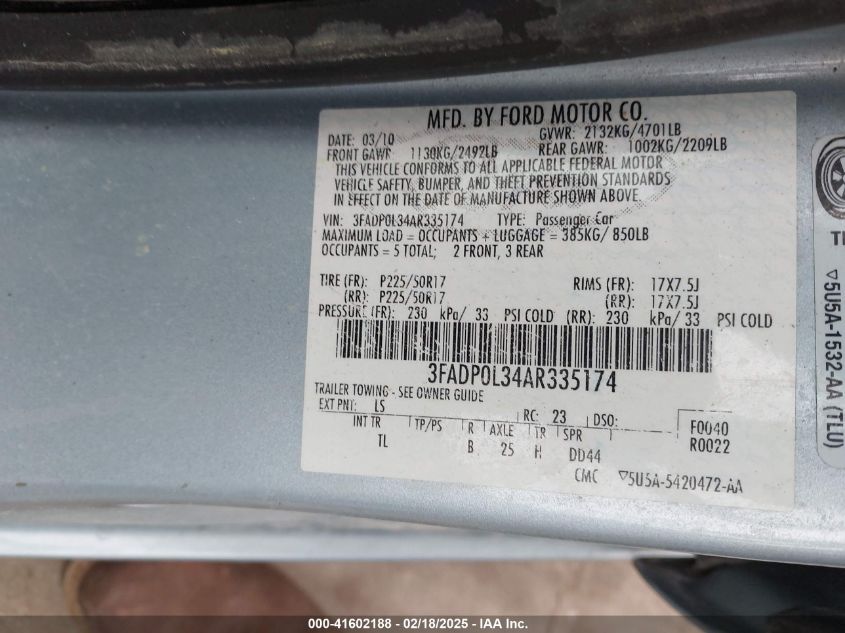 MFD. BY FORD MOTOR CO.
DATE: 03/10 GVWR: 2132KG/4701LB
FRONT GAWR: 1130KG/2492LB REAR GAWR: 1002KG/2209LB
THIS VEHICLE CONFORMS TO ALL APPLICABLE FEDERAL MOTOR
VEHICLE SAFETY, BUMPER, AND THEFT PREVENTION STANDARDS
IN EFFECT ON THE DATE OF MANUFACTURE SHOWN ABOVE.
VIN: 3FADP0L34AR335174 TYPE: Passenger Car
MAXIMUM LOAD = OCCUPANTS + LUGGAGE = 385KG/ 850LB
OCCUPANTS = 5 TOTAL; 2 FRONT, 3 REAR
TIRE (FR): P225/50R17 RIMS (FR): 17X7.5J
(RR): P225/50R17 (RR): 17X7.5J
PRESSURE (FR): 230 kPa/ 33 PSI COLD (RR): 230 kPa/ 33 PSI COLD
3FADP0L34AR335174
TRAILER TOWING - SEE OWNER GUIDE
EXT PNT: LS RC: 23 DSO: F0040
INT TR TP/PS R AXLE TR SPR R0022
TL B 25 H DD44
CMC ▽5U5A-5420472-AA
▽5U5A-1532-AA (TLU)
000-41602188 - 02/18/2025 - IAA Inc.